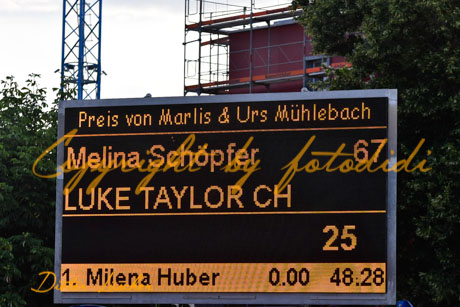 Preis von Marlis & Urs Mühlebach
Melina Schöpfer 67
Copyright by fotodidi
LUKE TAYLOR CH
25
1. Milena Huber 0.00 48:28